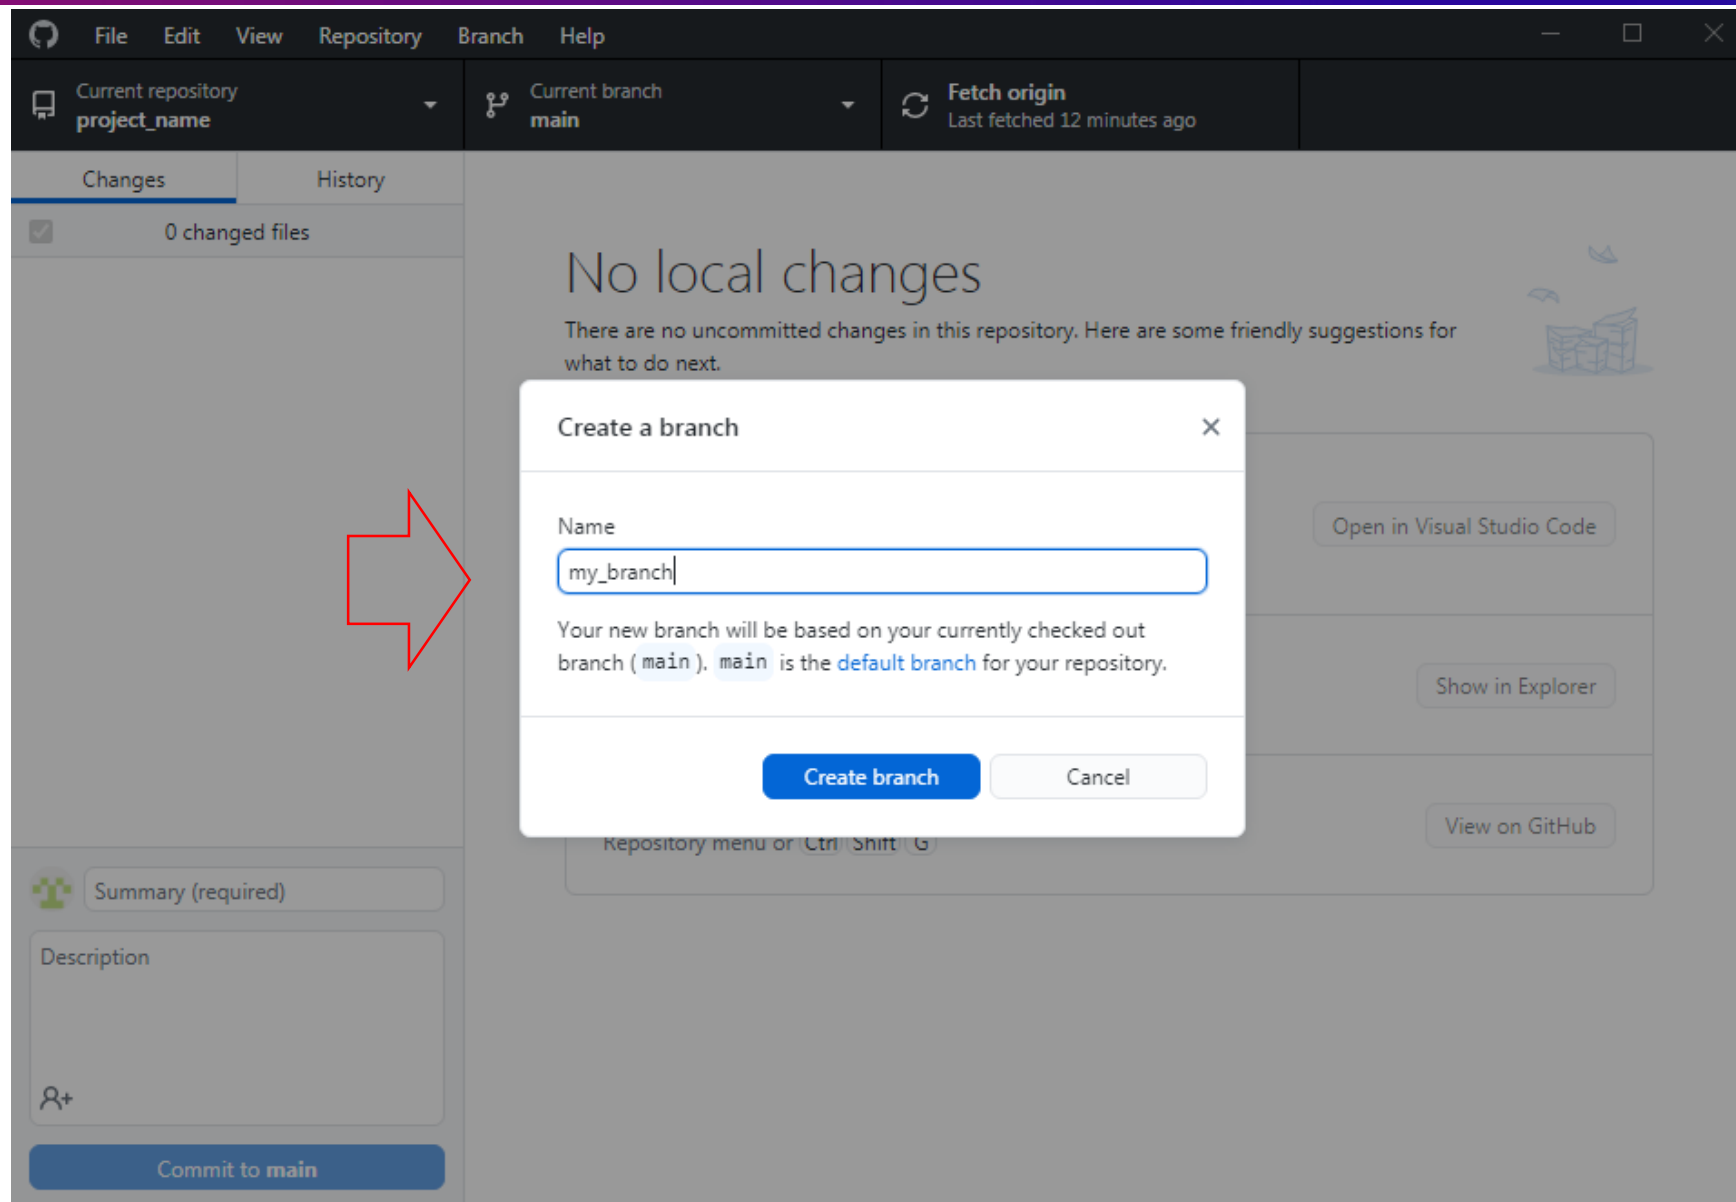 File Edit View Repository Branch Help
Current repository
project_name
Current branch
main
Fetch origin
Last fetched 12 minutes ago
Changes History
0 changed files
No local changes
There are no uncommitted changes in this repository. Here are some friendly suggestions for
what to do next.
Create a branch
Name
my_branch
Your new branch will be based on your currently checked out
branch (main). main is the default branch for your repository.
Create branch Cancel
Open in Visual Studio Code
Show in Explorer
View on GitHub
Repository menu or Ctrl Shift G
Summary (required)
Description
Commit to main